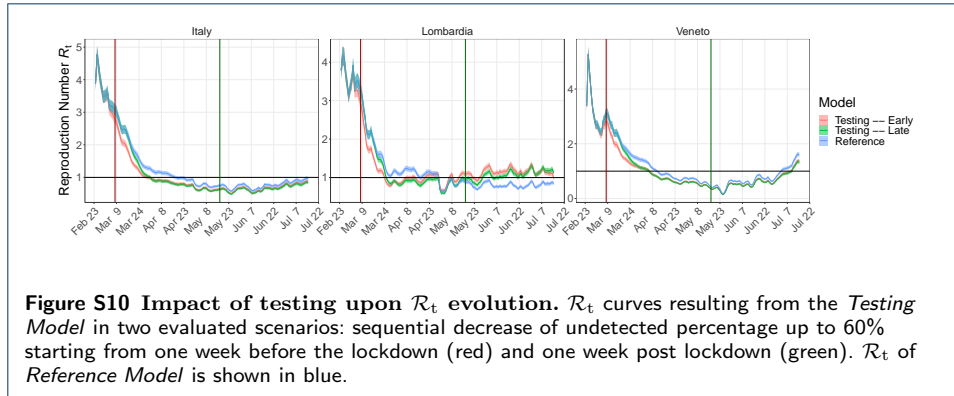 Italy
Lombardia
Veneto
Reproduction Number Rt
5
4
3
2
1
Feb 23
Mar 9
Mar 24
Apr 8
Apr 23
May 8
May 23
Jun 7
Jun 22
Jul 7
Jul 22
4
3
2
1
Feb 23
Mar 9
Mar 24
Apr 8
Apr 23
May 8
May 23
Jun 7
Jun 22
Jul 7
Jul 22
4
2
0
Feb 23
Mar 9
Mar 24
Apr 8
Apr 23
May 8
May 23
Jun 7
Jun 22
Jul 7
Jul 22
Model
Testing -- Early
Testing -- Late
Reference
Figure S10 Impact of testing upon Rt evolution. Rt curves resulting from the Testing
Model in two evaluated scenarios: sequential decrease of undetected percentage up to 60%
starting from one week before the lockdown (red) and one week post lockdown (green). Rt of
Reference Model is shown in blue.